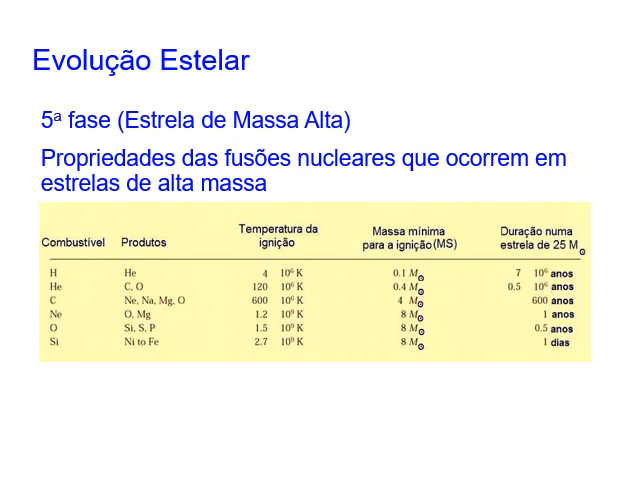 Evolução Estelar
5ª fase (Estrela de Massa Alta)
Propriedades das fusões nucleares que ocorrem em
estrelas de alta massa
Combustível Produtos Temperatura da ignição Massa mínima para a ignição(MS) Duração numa estrela de 25 M⊙
H He 4 10⁶ K 0.1 M⊙ 7 10⁶ anos
He C, O 120 10⁶ K 0.4 M⊙ 0.5 10⁶ anos
C Ne, Na, Mg, O 600 10⁶ K 4 M⊙ 600 anos
Ne O, Mg 1.2 10⁹ K 8 M⊙ 1 anos
O Si, S, P 1.5 10⁹ K 8 M⊙ 0.5 anos
Si Ni to Fe 2.7 10⁹ K 8 M⊙ 1 dias